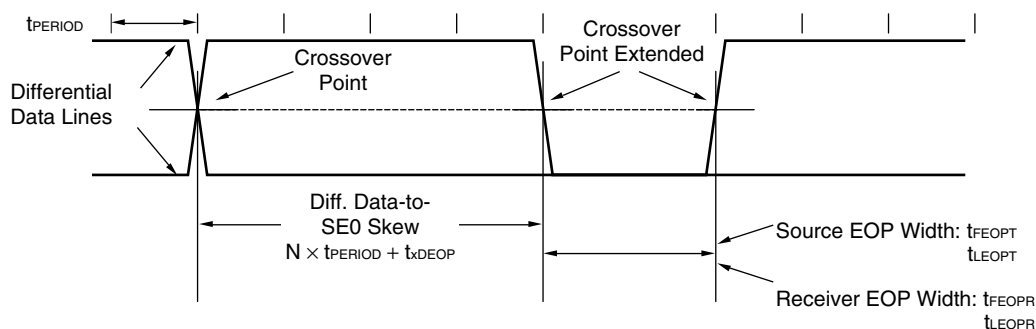 tPERIOD
Crossover
Point
Crossover
Point Extended
Differential
Data Lines
Diff. Data-to-
SE0 Skew
N × tPERIOD + txDEOP
Source EOP Width: tFEOPT
tLEOPT
Receiver EOP Width: tFEOPR
tLEOPR